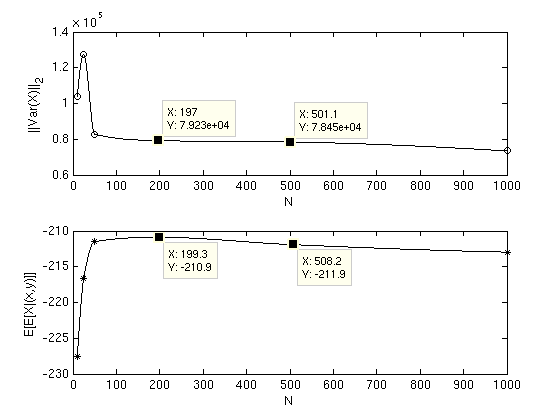 × 10^5
1.4
1.2
1
0.8
0.6
||Var(X)||_2
X: 197
Y: 7.923e+04
X: 501.1
Y: 7.845e+04
0 100 200 300 400 500 600 700 800 900 1000
N
-210
-215
-220
-225
-230
E[E[X|(x,y)]]
X: 199.3
Y: -210.9
X: 508.2
Y: -211.9
0 100 200 300 400 500 600 700 800 900 1000
N